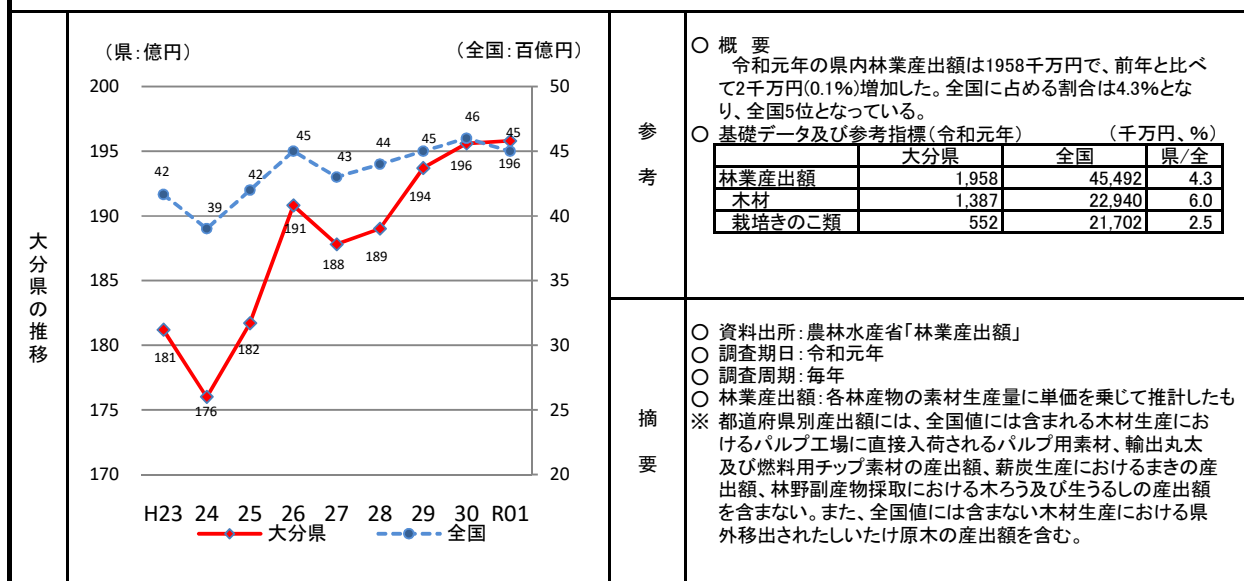 大分県の推移
（県：億円）
（全国：百億円）
200
195
190
185
180
175
170
50
45
40
35
30
25
20
42
39
42
45
43
44
45
46
45
181
176
182
191
188
189
194
196
196
H23 24 25 26 27 28 29 30 R01
大分県 全国
参考
○ 概 要
令和元年の県内林業産出額は1958千万円で、前年と比べ
て2千万円(0.1%)増加した。全国に占める割合は4.3%とな
り、全国5位となっている。
○ 基礎データ及び参考指標（令和元年） （千万円、%）
大分県 全国 県/全
林業産出額 1,958 45,492 4.3
木材 1,387 22,940 6.0
栽培きのこ類 552 21,702 2.5
摘要
○ 資料出所：農林水産省「林業産出額」
○ 調査期日：令和元年
○ 調査周期：毎年
○ 林業産出額：各林産物の素材生産量に単価を乗じて推計したも
※ 都道府県別産出額には、全国値には含まれる木材生産にお
けるパルプ工場に直接入荷されるパルプ用素材、輸出丸太
及び燃料用チップ素材の産出額、薪炭生産におけるまきの産
出額、林野副産物採取における木ろう及び生うるしの産出額
を含まない。また、全国値には含まない木材生産における県
外移出されたしいたけ原木の産出額を含む。